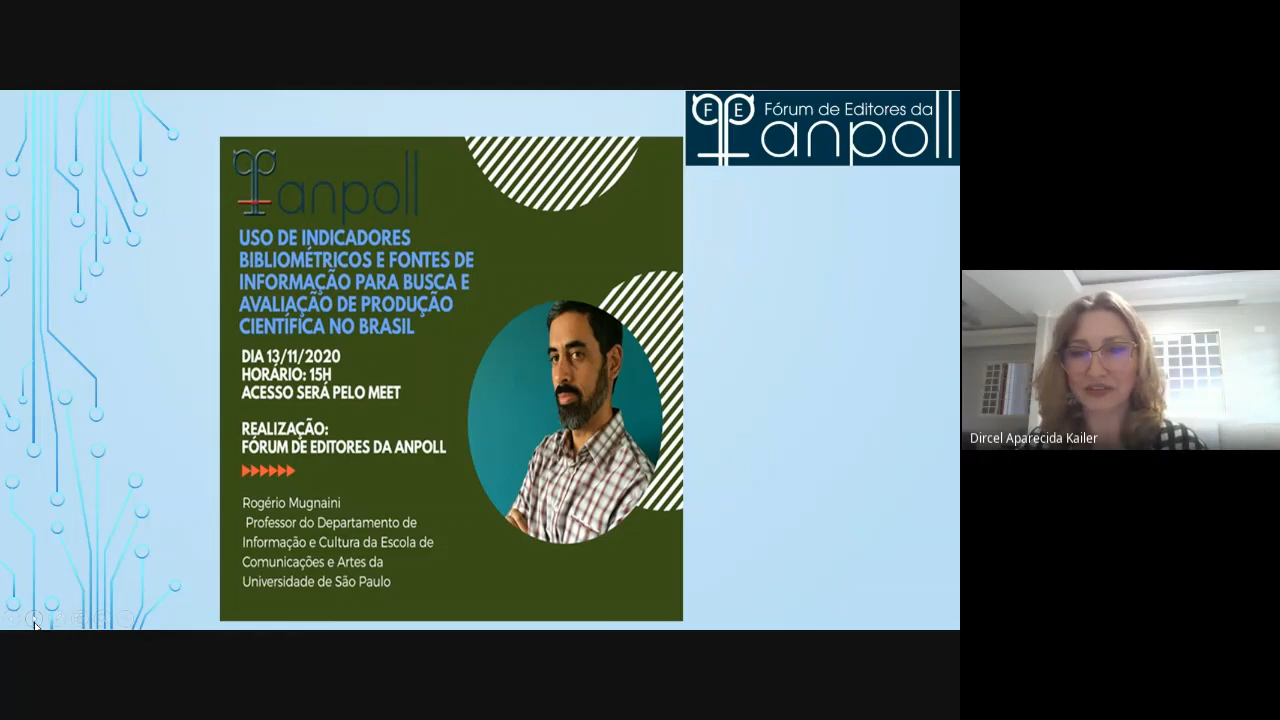 F E
Fórum de Editores da
anpoll
anpoll
USO DE INDICADORES
BIBLIOMÉTRICOS E FONTES DE
INFORMAÇÃO PARA BUSCA E
AVALIAÇÃO DE PRODUÇÃO
CIENTÍFICA NO BRASIL
DIA 13/11/2020
HORÁRIO: 15H
ACESSO SERÁ PELO MEET
REALIZAÇÃO:
FÓRUM DE EDITORES DA ANPOLL
Rogério Mugnaini
Professor do Departamento de
Informação e Cultura da Escola de
Comunicações e Artes da
Universidade de São Paulo
Dircel Aparecida Kailer